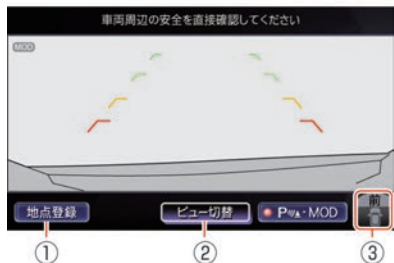 車両周辺の安全を直接確認してください
MOD
地点登録
ビュー切替
P・MOD
前
①
②
③